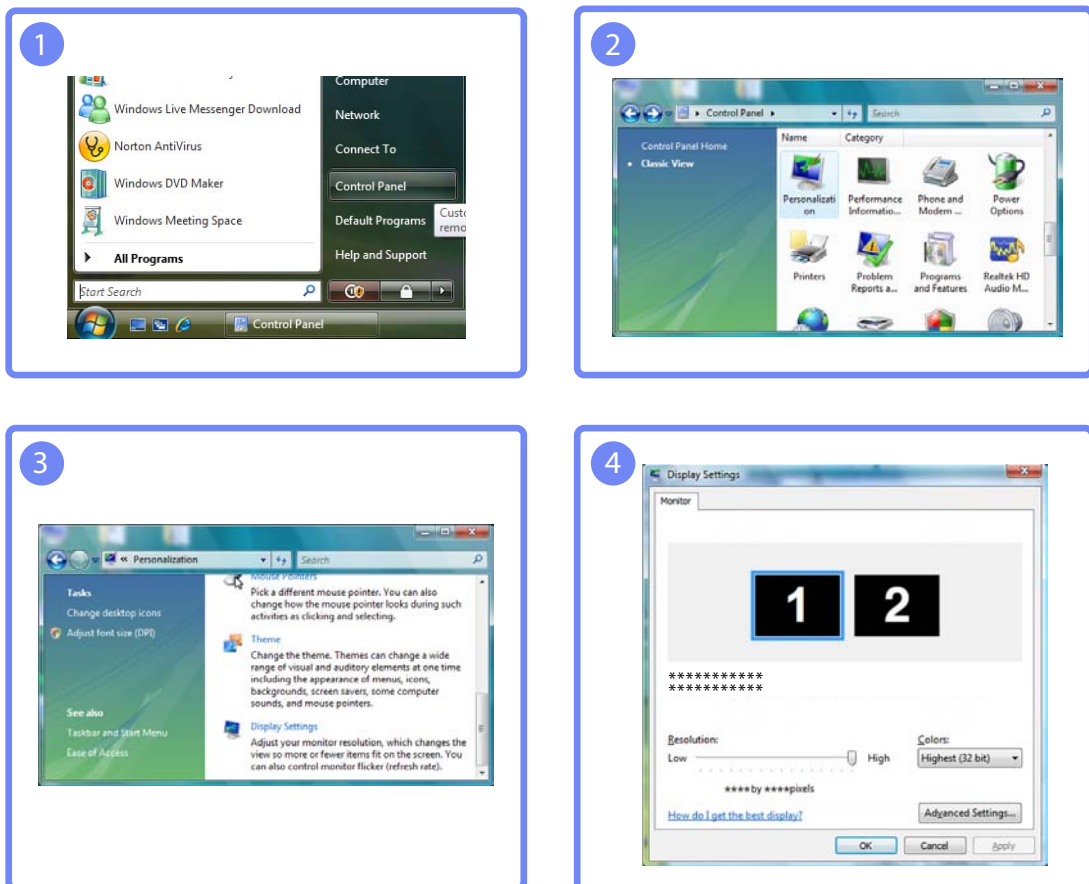 1
Computer
Windows Live Messenger Download
Network
Norton AntiVirus
Connect To
Windows DVD Maker
Control Panel
Windows Meeting Space
Default Programs
Custo
remo
All Programs
Help and Support
Start Search
Control Panel
2
Control Panel
Search
Control Panel Home
Classic View
Name Category
Personalizati
on
Performance
Informatio...
Phone and
Modem ...
Power
Options
Printers
Problem
Reports a...
Programs
and Features
Realtek HD
Audio M...
3
« Personalization
Search
Tasks
Change desktop icons
Adjust font size (DPI)
See also
Taskbar and Start Menu
Ease of Access
Mouse Pointers
Pick a different mouse pointer. You can also
change how the mouse pointer looks during such
activities as clicking and selecting.
Theme
Change the theme. Themes can change a wide
range of visual and auditory elements at one time
including the appearance of menus, icons,
backgrounds, screen savers, some computer
sounds, and mouse pointers.
Display Settings
Adjust your monitor resolution, which changes the
view so more or fewer items fit on the screen. You
can also control monitor flicker (refresh rate).
4
Display Settings
Monitor
1 2
***********
***********
Resolution:
Low High
****by ****pixels
Colors:
Highest (32 bit)
How do I get the best display?
Advanced Settings...
OK Cancel Apply